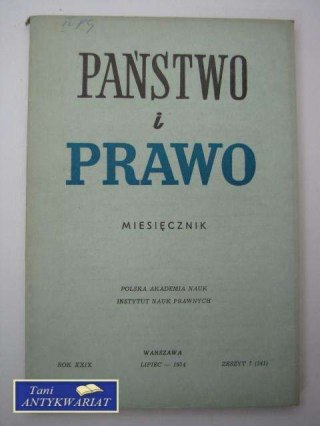 PAŃSTWO
i
PRAWO
MIESIĘCZNIK
POLSKA AKADEMIA NAUK
INSTYTUT NAUK PRAWNYCH
WARSZAWA
ROK XXIX LIPIEC — 1974 ZESZYT 7 (341)
Tani
ANTYKWARIAT